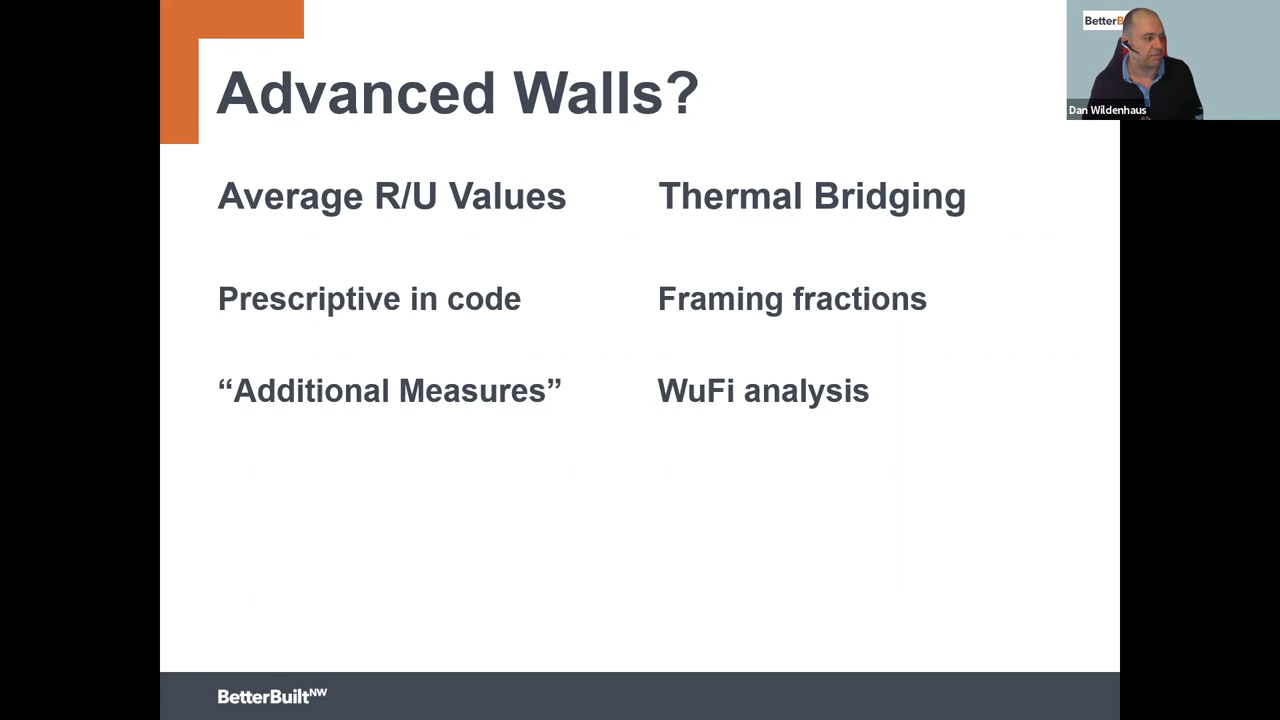 Advanced Walls?
Average R/U Values
Thermal Bridging
Prescriptive in code
Framing fractions
“Additional Measures”
WuFi analysis
BetterBuiltNW
BetterB
Dan Wildenhaus